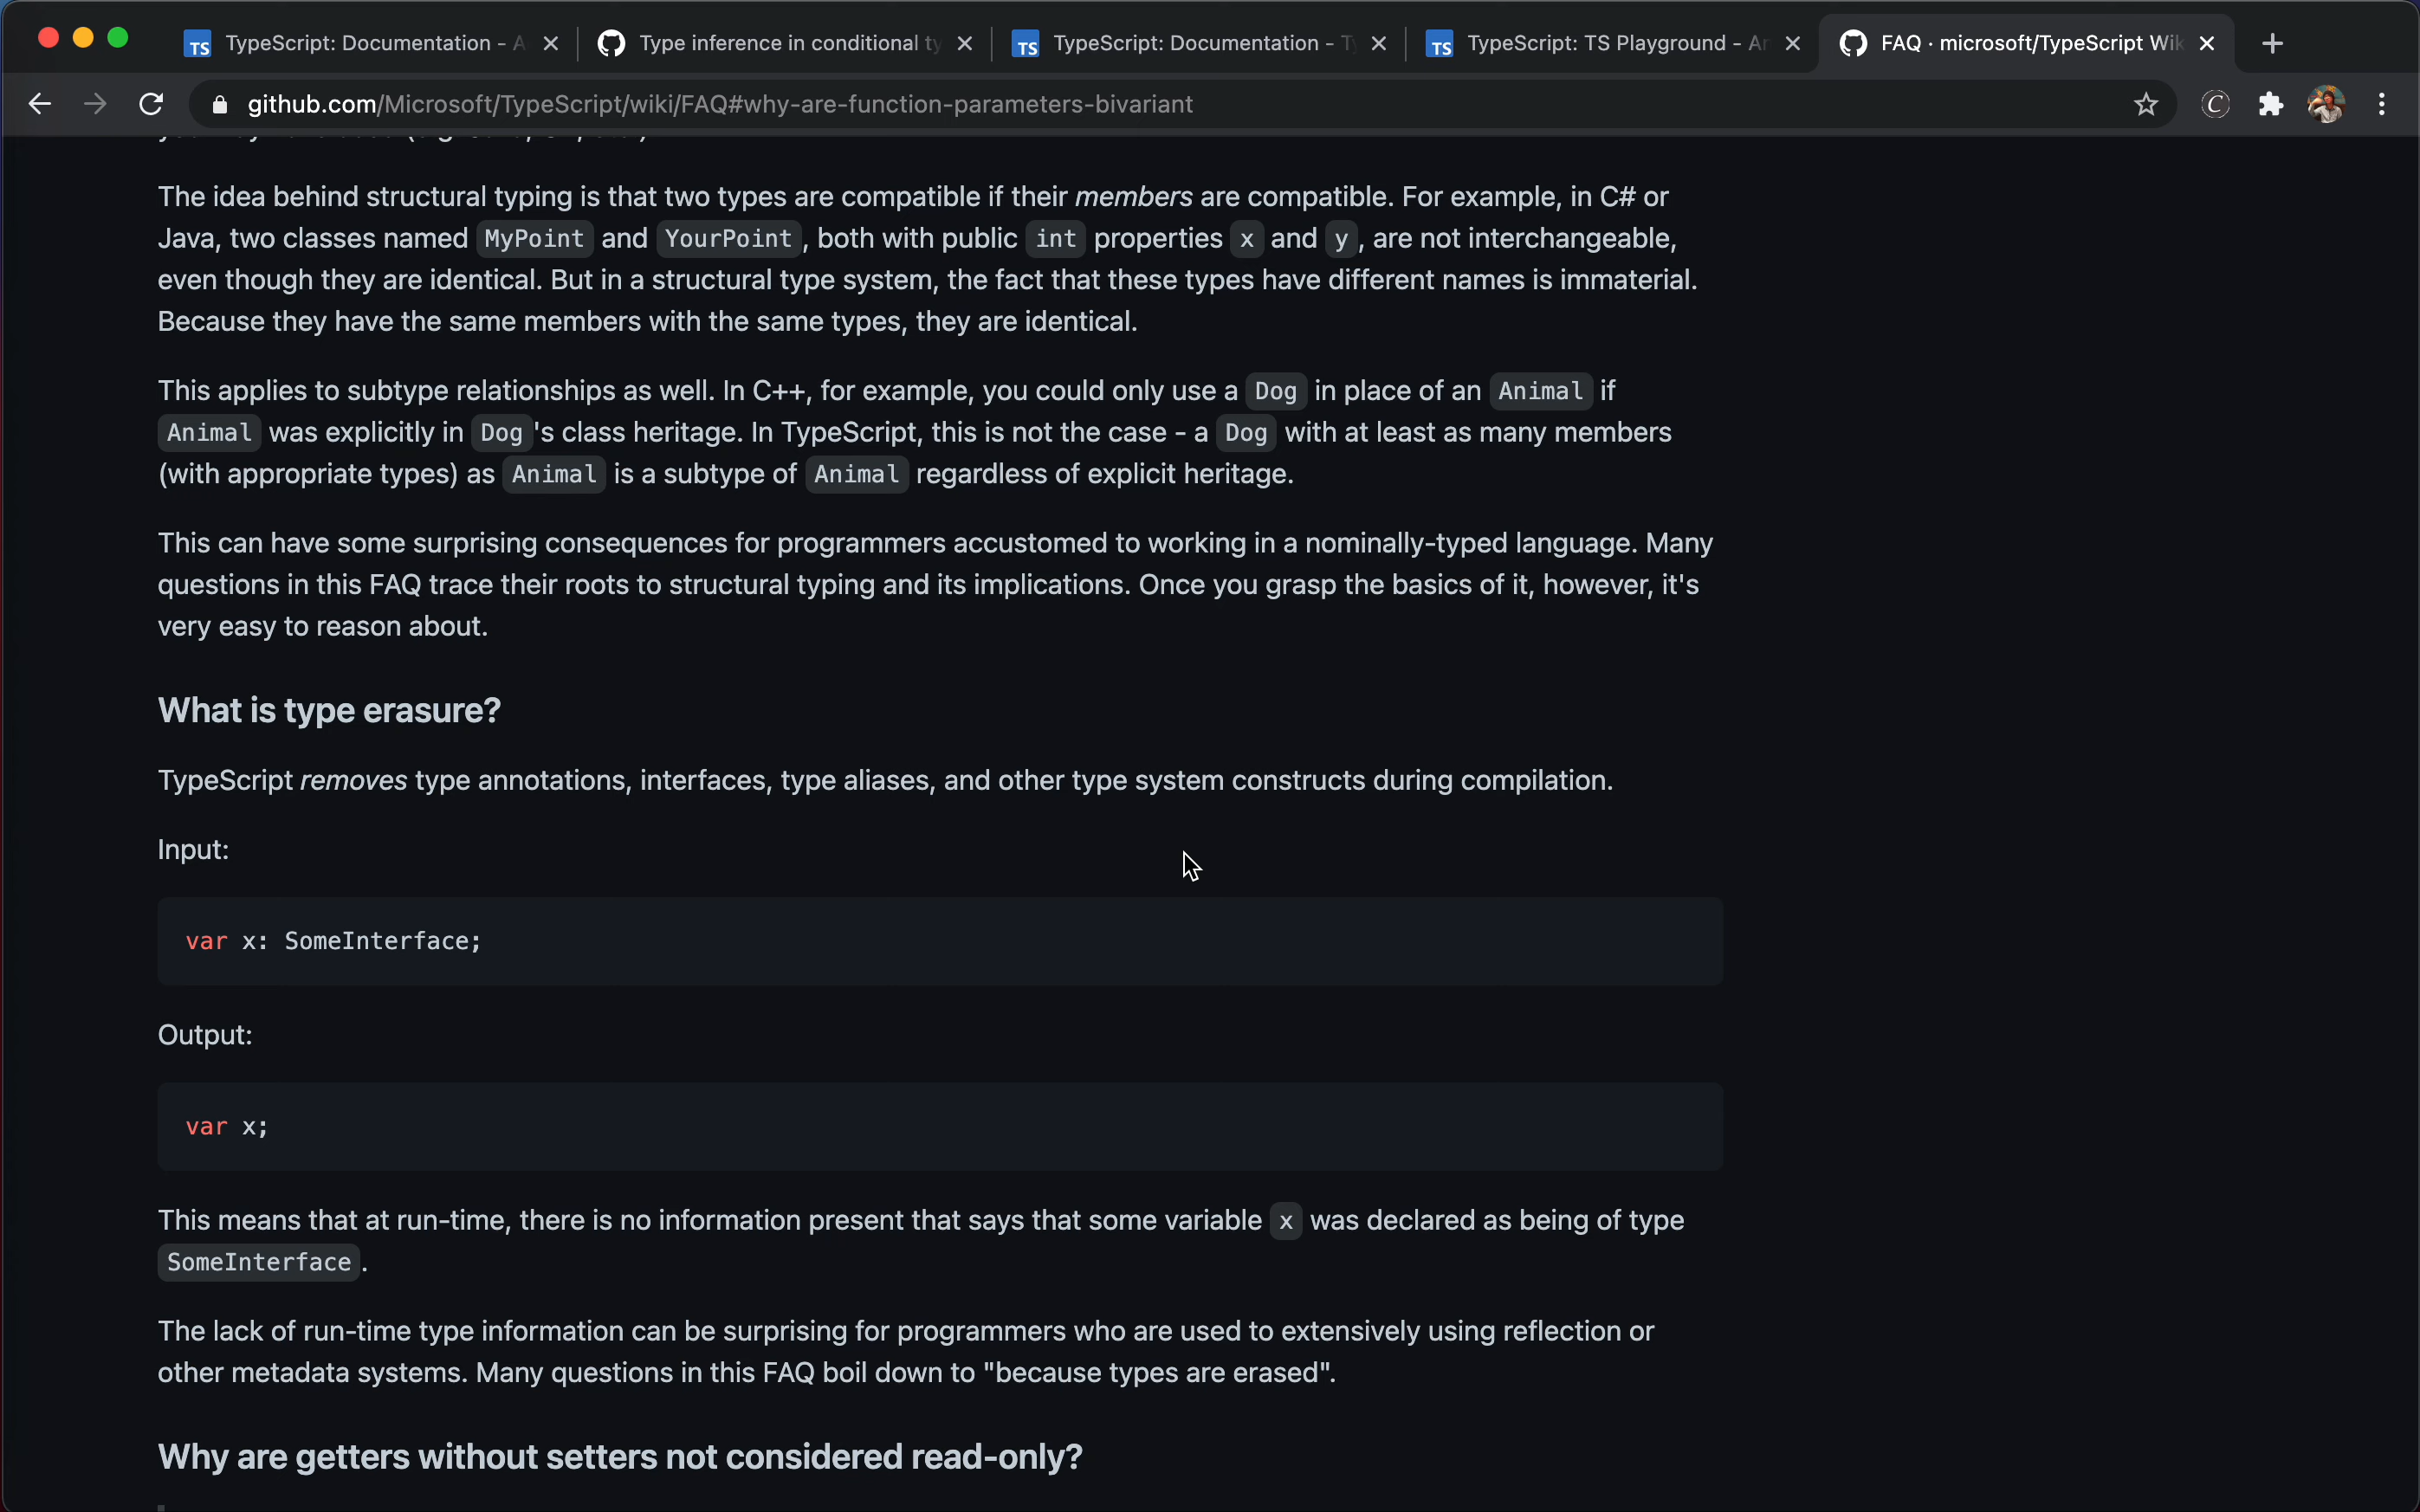 TS TypeScript: Documentation - A
Type inference in conditional ty
TS TypeScript: Documentation - T
TS TypeScript: TS Playground - An
FAQ · microsoft/TypeScript Wik
github.com/Microsoft/TypeScript/wiki/FAQ#why-are-function-parameters-bivariant
C
The idea behind structural typing is that two types are compatible if their members are compatible. For example, in C# or
Java, two classes named MyPoint and YourPoint, both with public int properties x and y, are not interchangeable,
even though they are identical. But in a structural type system, the fact that these types have different names is immaterial.
Because they have the same members with the same types, they are identical.
This applies to subtype relationships as well. In C++, for example, you could only use a Dog in place of an Animal if
Animal was explicitly in Dog's class heritage. In TypeScript, this is not the case - a Dog with at least as many members
(with appropriate types) as Animal is a subtype of Animal regardless of explicit heritage.
This can have some surprising consequences for programmers accustomed to working in a nominally-typed language. Many
questions in this FAQ trace their roots to structural typing and its implications. Once you grasp the basics of it, however, it's
very easy to reason about.
What is type erasure?
TypeScript removes type annotations, interfaces, type aliases, and other type system constructs during compilation.
Input:
var x: SomeInterface;
Output:
var x;
This means that at run-time, there is no information present that says that some variable x was declared as being of type
SomeInterface.
The lack of run-time type information can be surprising for programmers who are used to extensively using reflection or
other metadata systems. Many questions in this FAQ boil down to "because types are erased".
Why are getters without setters not considered read-only?